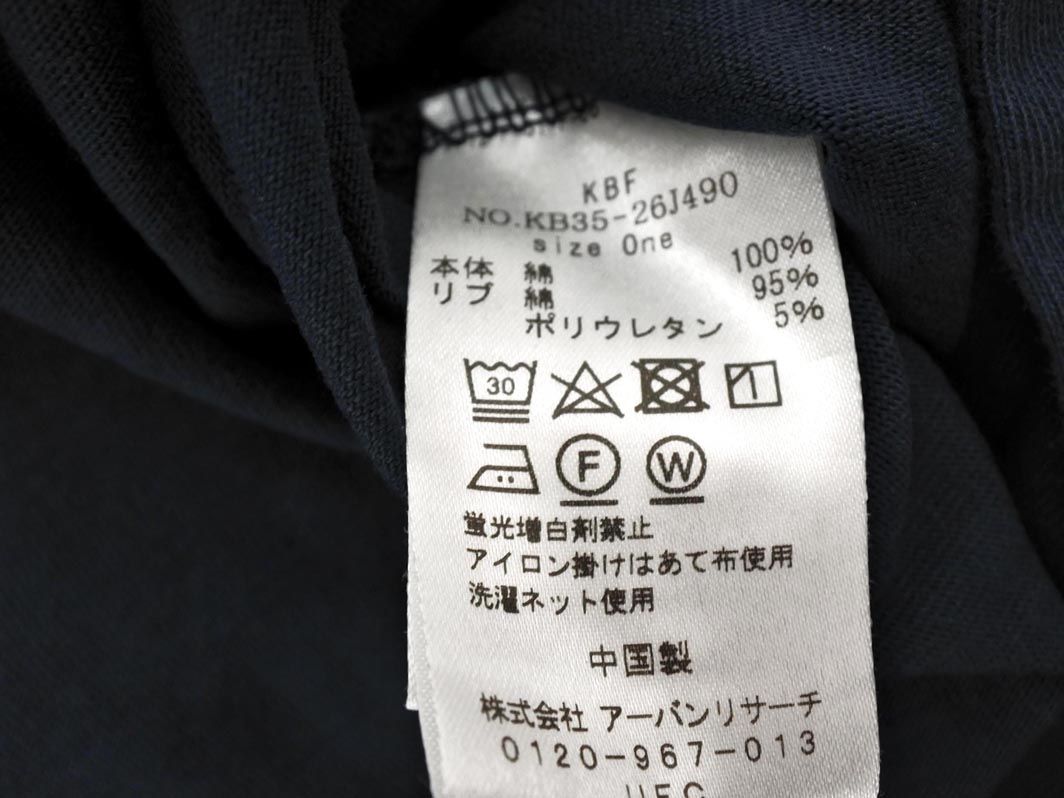 KBF
NO.KB35-26J490
size One
本体 綿 100%
リブ 綿 95%
ポリウレタン 5%
30
F W
蛍光増白剤禁止
アイロン掛けはあて布使用
洗濯ネット使用
中国製
株式会社 アーバンリサーチ
0120-967-013